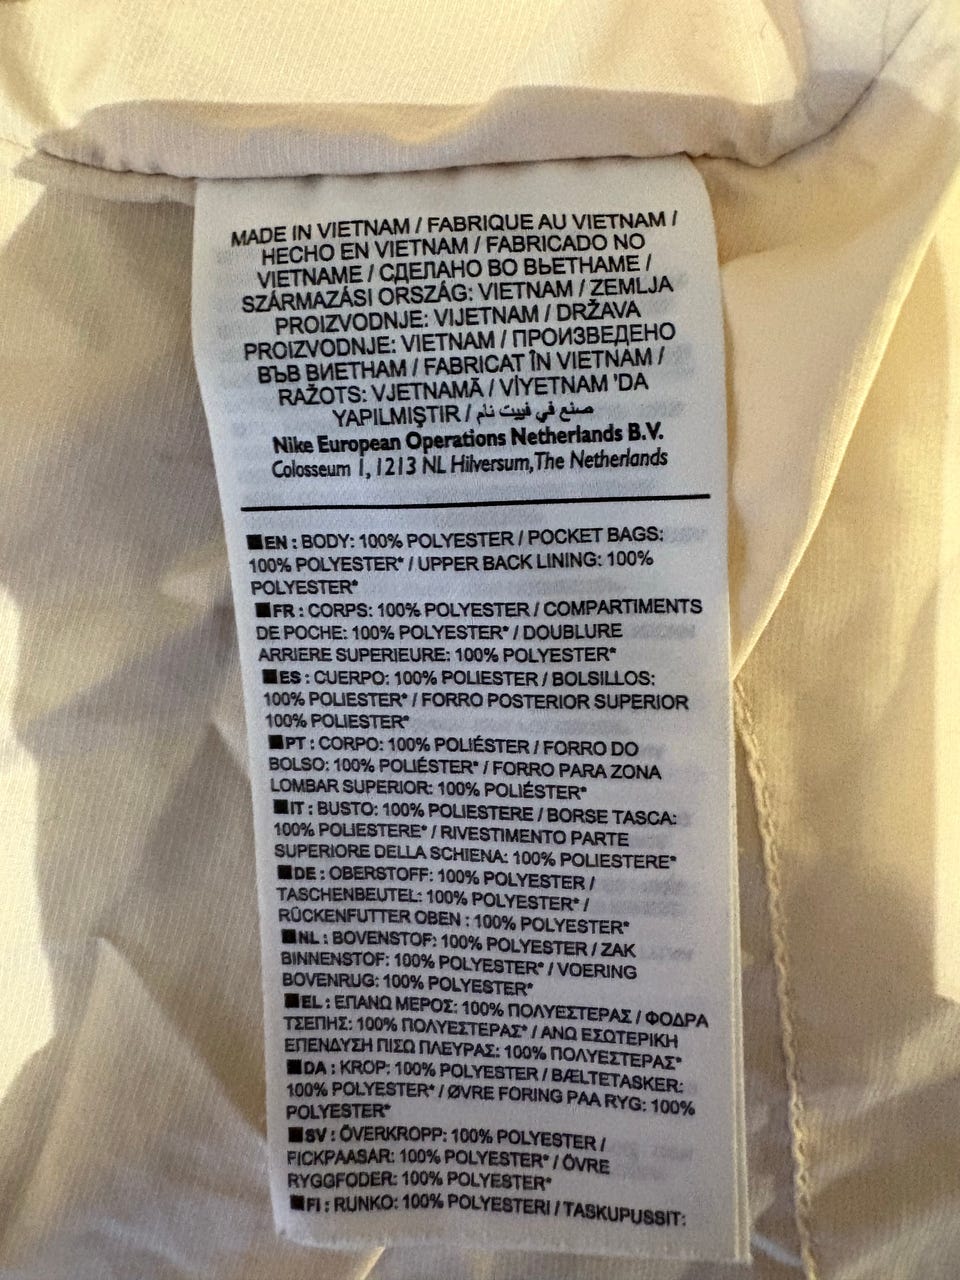 MADE IN VIETNAM / FABRIQUE AU VIETNAM /
HECHO EN VIETNAM / FABRICADO NO
VIETNAME / СДЕЛАНО ВО ВЬЕТНАМЕ /
SZÁRMAZÁSI ORSZÁG: VIETNAM / ZEMLJA
PROIZVODNJE: VIJETNAM / DRŽAVA
PROIZVODNJE: VIETNAM / ПРОИЗВЕДЕНО
ВЪВ ВИЕТНАМ / FABRICAT ÎN VIETNAM /
RAŽOTS: VJETNAMĀ / VİYETNAM 'DA
YAPILMIŞTIR / صنع في فييت نام
Nike European Operations Netherlands B.V.
Colosseum 1, 1213 NL Hilversum,The Netherlands
■EN : BODY: 100% POLYESTER / POCKET BAGS:
100% POLYESTER* / UPPER BACK LINING: 100%
POLYESTER*
■FR : CORPS: 100% POLYESTER / COMPARTIMENTS
DE POCHE: 100% POLYESTER* / DOUBLURE
ARRIERE SUPERIEURE: 100% POLYESTER*
■ES : CUERPO: 100% POLIESTER / BOLSILLOS:
100% POLIESTER* / FORRO POSTERIOR SUPERIOR
100% POLIESTER*
■PT : CORPO: 100% POLIÉSTER / FORRO DO
BOLSO: 100% POLIÉSTER* / FORRO PARA ZONA
LOMBAR SUPERIOR: 100% POLIÉSTER*
■IT : BUSTO: 100% POLIESTERE / BORSE TASCA:
100% POLIESTERE* / RIVESTIMENTO PARTE
SUPERIORE DELLA SCHIENA: 100% POLIESTERE*
■DE : OBERSTOFF: 100% POLYESTER /
TASCHENBEUTEL: 100% POLYESTER* /
RÜCKENFUTTER OBEN : 100% POLYESTER*
■NL : BOVENSTOF: 100% POLYESTER / ZAK
BINNENSTOF: 100% POLYESTER* / VOERING
BOVENRUG: 100% POLYESTER*
■EL : ΕΠΑΝΩ ΜΕΡΟΣ: 100% ΠΟΛΥΕΣΤΕΡΑΣ / ΦΟΔΡΑ
ΤΣΕΠΗΣ: 100% ΠΟΛΥΕΣΤΕΡΑΣ* / ΑΝΩ ΕΣΩΤΕΡΙΚΗ
ΕΠΕΝΔΥΣΗ ΠΙΣΩ ΠΛΕΥΡΑΣ: 100% ΠΟΛΥΕΣΤΕΡΑΣ*
■DA : KROP: 100% POLYESTER / BÆLTETASKER:
100% POLYESTER* / ØVRE FORING PAA RYG: 100%
POLYESTER*
■SV : ÖVERKROPP: 100% POLYESTER /
FICKPAASAR: 100% POLYESTER* / ÖVRE
RYGGFODER: 100% POLYESTER*
■FI : RUNKO: 100% POLYESTERI / TASKUPUSSIT: